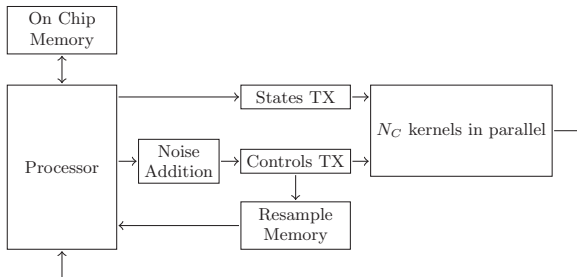 On Chip
Memory
States TX
N_C kernels in parallel
Processor
Noise
Addition
Controls TX
Resample
Memory